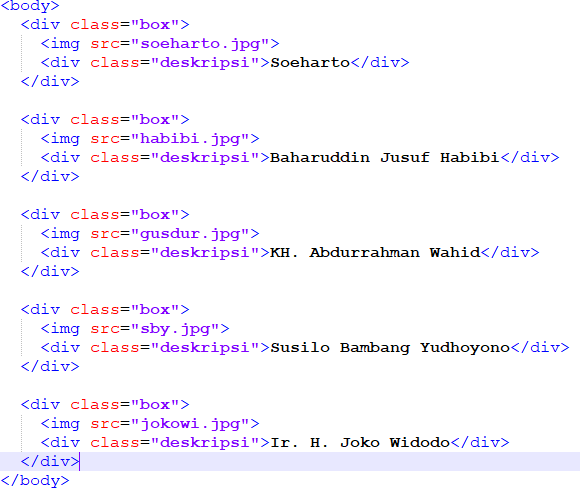 <body>
<div class="box">
<img src="soeharto.jpg">
<div class="deskripsi">Soeharto</div>
</div>
<div class="box">
<img src="habibi.jpg">
<div class="deskripsi">Baharuddin Jusuf Habibi</div>
</div>
<div class="box">
<img src="gusdur.jpg">
<div class="deskripsi">KH. Abdurrahman Wahid</div>
</div>
<div class="box">
<img src="sby.jpg">
<div class="deskripsi">Susilo Bambang Yudhoyono</div>
</div>
<div class="box">
<img src="jokowi.jpg">
<div class="deskripsi">Ir. H. Joko Widodo</div>
</div>
</body>